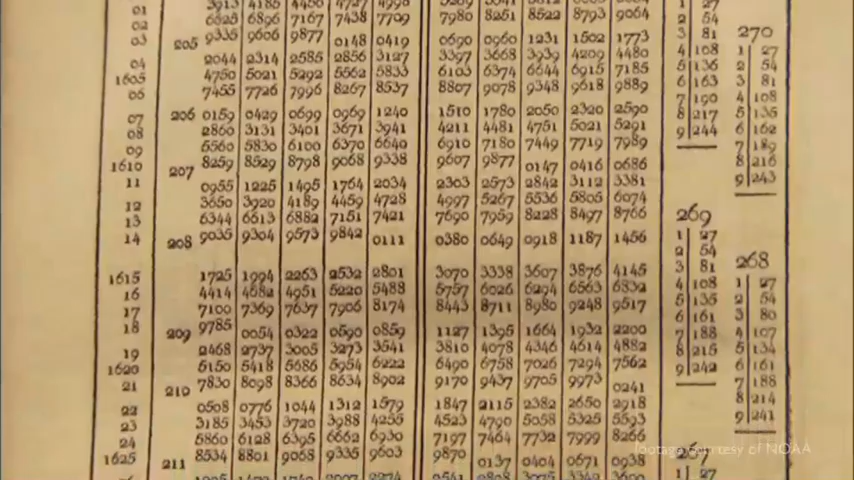 01 3913 4185 4456 4727 4998
02 6623 6896 7167 7438 7709 7980 8251 8522 8793 9064
03 205 9335 9606 9877 0148 0419 0690 0960 1231 1502 1773
04 2044 2314 2585 2856 3127 3397 3668 3939 4209 4480
1605 4750 5021 5292 5562 5833 6103 6374 6644 6915 7185
06 7455 7726 7996 8267 8537 8807 9078 9348 9618 9889
07 206 0159 0429 0699 0969 1240 1510 1780 2050 2320 2590
08 2860 3131 3401 3671 3941 4211 4481 4751 5021 5291
09 5560 5830 6100 6370 6640 6910 7180 7449 7719 7989
1610 8259 8529 8798 9068 9338 9607 9877 0147 0416 0686
11 207 0955 1225 1495 1764 2034 2303 2573 2842 3112 3381
12 3650 3920 4189 4459 4728 4997 5267 5536 5805 6074
13 6344 6613 6882 7151 7421 7690 7959 8228 8497 8766
14 208 9035 9304 9573 9842 0111 0380 0649 0918 1187 1456
1615 1725 1994 2263 2532 2801 3070 3338 3607 3876 4145
16 4414 4682 4951 5220 5488 5757 6026 6294 6563 6832
17 7100 7369 7637 7906 8174 8443 8711 8980 9248 9517
18 209 9785 0054 0322 0590 0859 1127 1395 1664 1932 2200
19 2468 2737 3005 3273 3541 3810 4078 4346 4614 4882
1620 5150 5418 5686 5954 6222 6490 6758 7026 7294 7562
21 210 7830 8098 8366 8634 8902 9170 9437 9705 9973 0241
22 0508 0776 1044 1312 1579 1847 2115 2382 2650 2918
23 3185 3453 3720 3988 4255 4523 4790 5058 5325 5593
24 5860 6128 6395 6662 6930 7197 7464 7732 7999 8266
1625 211 8534 8801 9068 9335 9603 9870 0137 0404 0671 0938
1 27
2 54
3 81
4 108
5 136
6 163
7 190
8 217
9 244
270
1 27
2 54
3 81
4 108
5 135
6 162
7 189
8 216
9 243
269
1 27
2 54
3 81
4 108
5 135
6 161
7 188
8 215
9 242
268
1 27
2 54
3 80
4 107
5 134
6 161
7 188
8 214
9 241
267
1 27
footage courtesy of NOAA